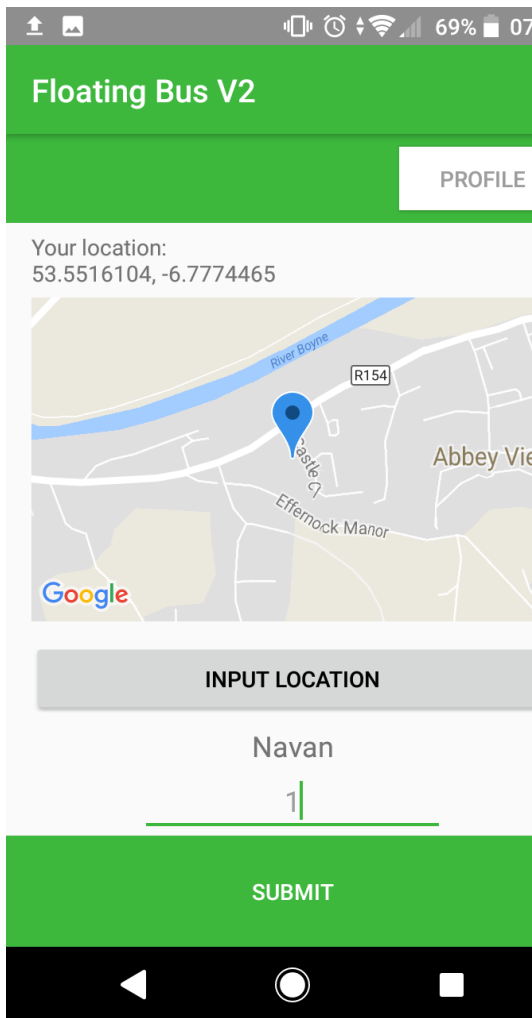 69% 07
Floating Bus V2
PROFILE
Your location:
53.5516104, -6.7774465
River Boyne
R154
Castle Ct
Abbey Vie
Effernock Manor
Google
INPUT LOCATION
Navan
1
SUBMIT